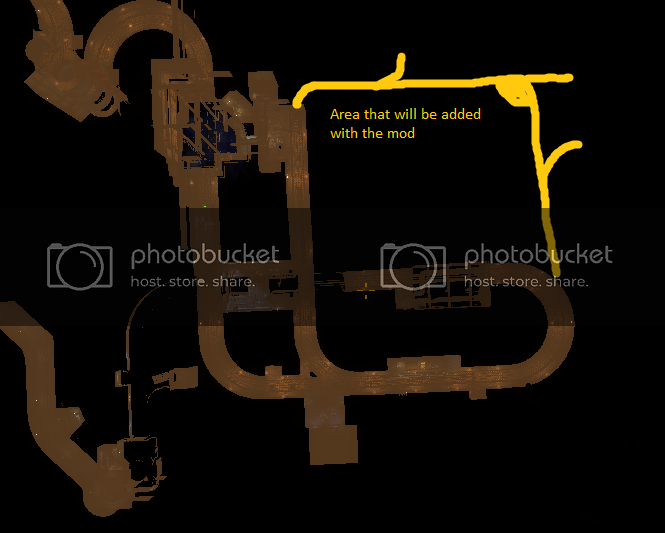 Area that will be added
with the mod
photobucket photobucket
host. store. share. host. store. share.